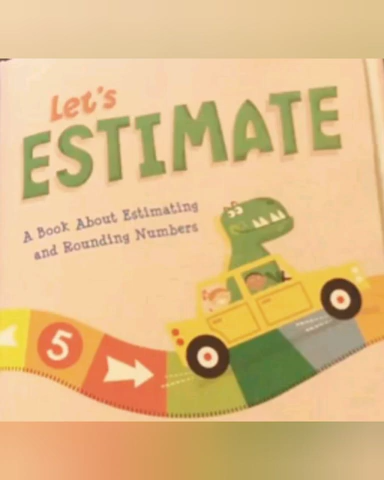 Let's
ESTIMATE
A Book About Estimating
and Rounding Numbers
5